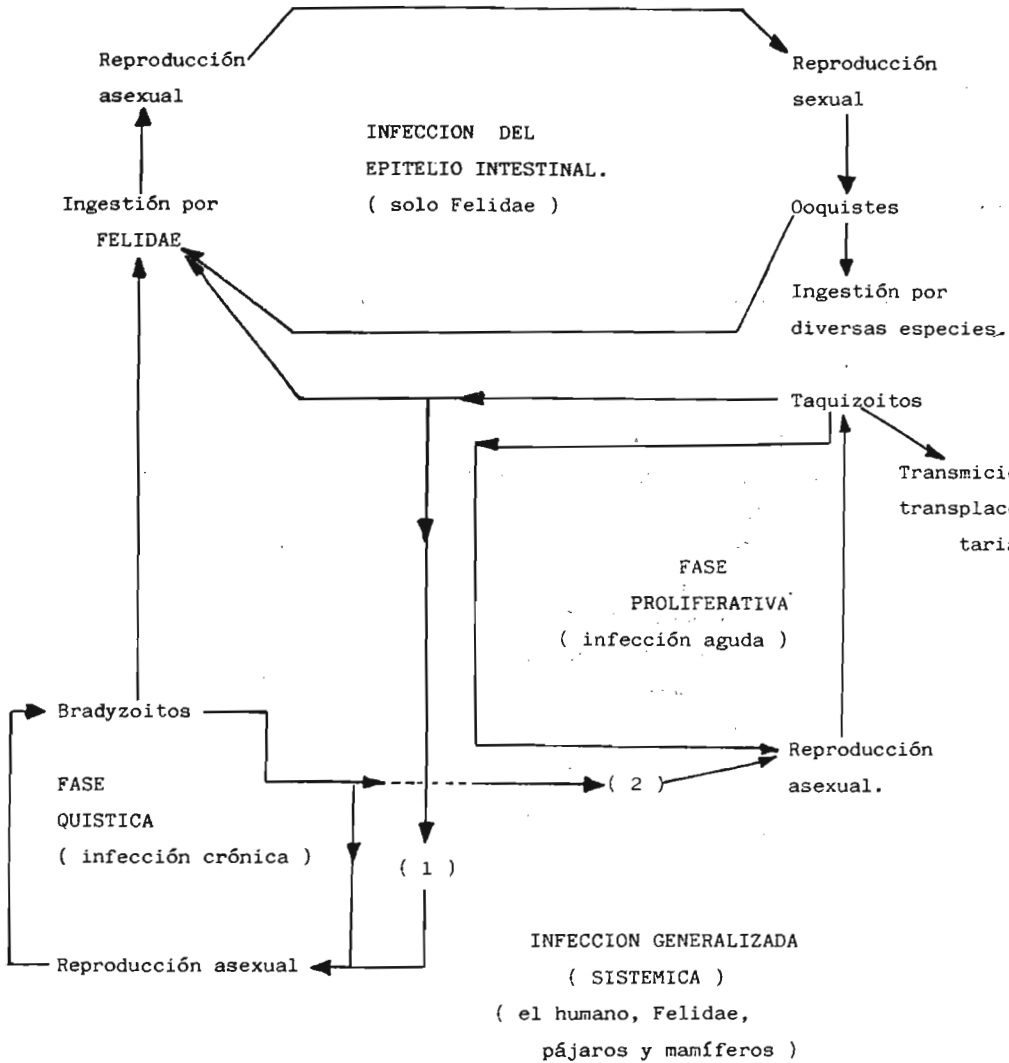 Reproducción
asexual
Reproducción
sexual
INFECCION DEL
EPITELIO INTESTINAL.
( solo Felidae )
Ingestión por
FELIDAE
Ooquistes
Ingestión por
diversas especies.
Taquizoitos
FASE
PROLIFERATIVA
( infección aguda )
Bradyzoitos
Reproducción
asexual.
( 2 )
FASE
QUISTICA
( infección crónica )
( 1 )
Reproducción asexual
INFECCION GENERALIZADA
( SISTEMICA )
( el humano, Felidae,
pájaros y mamíferos )